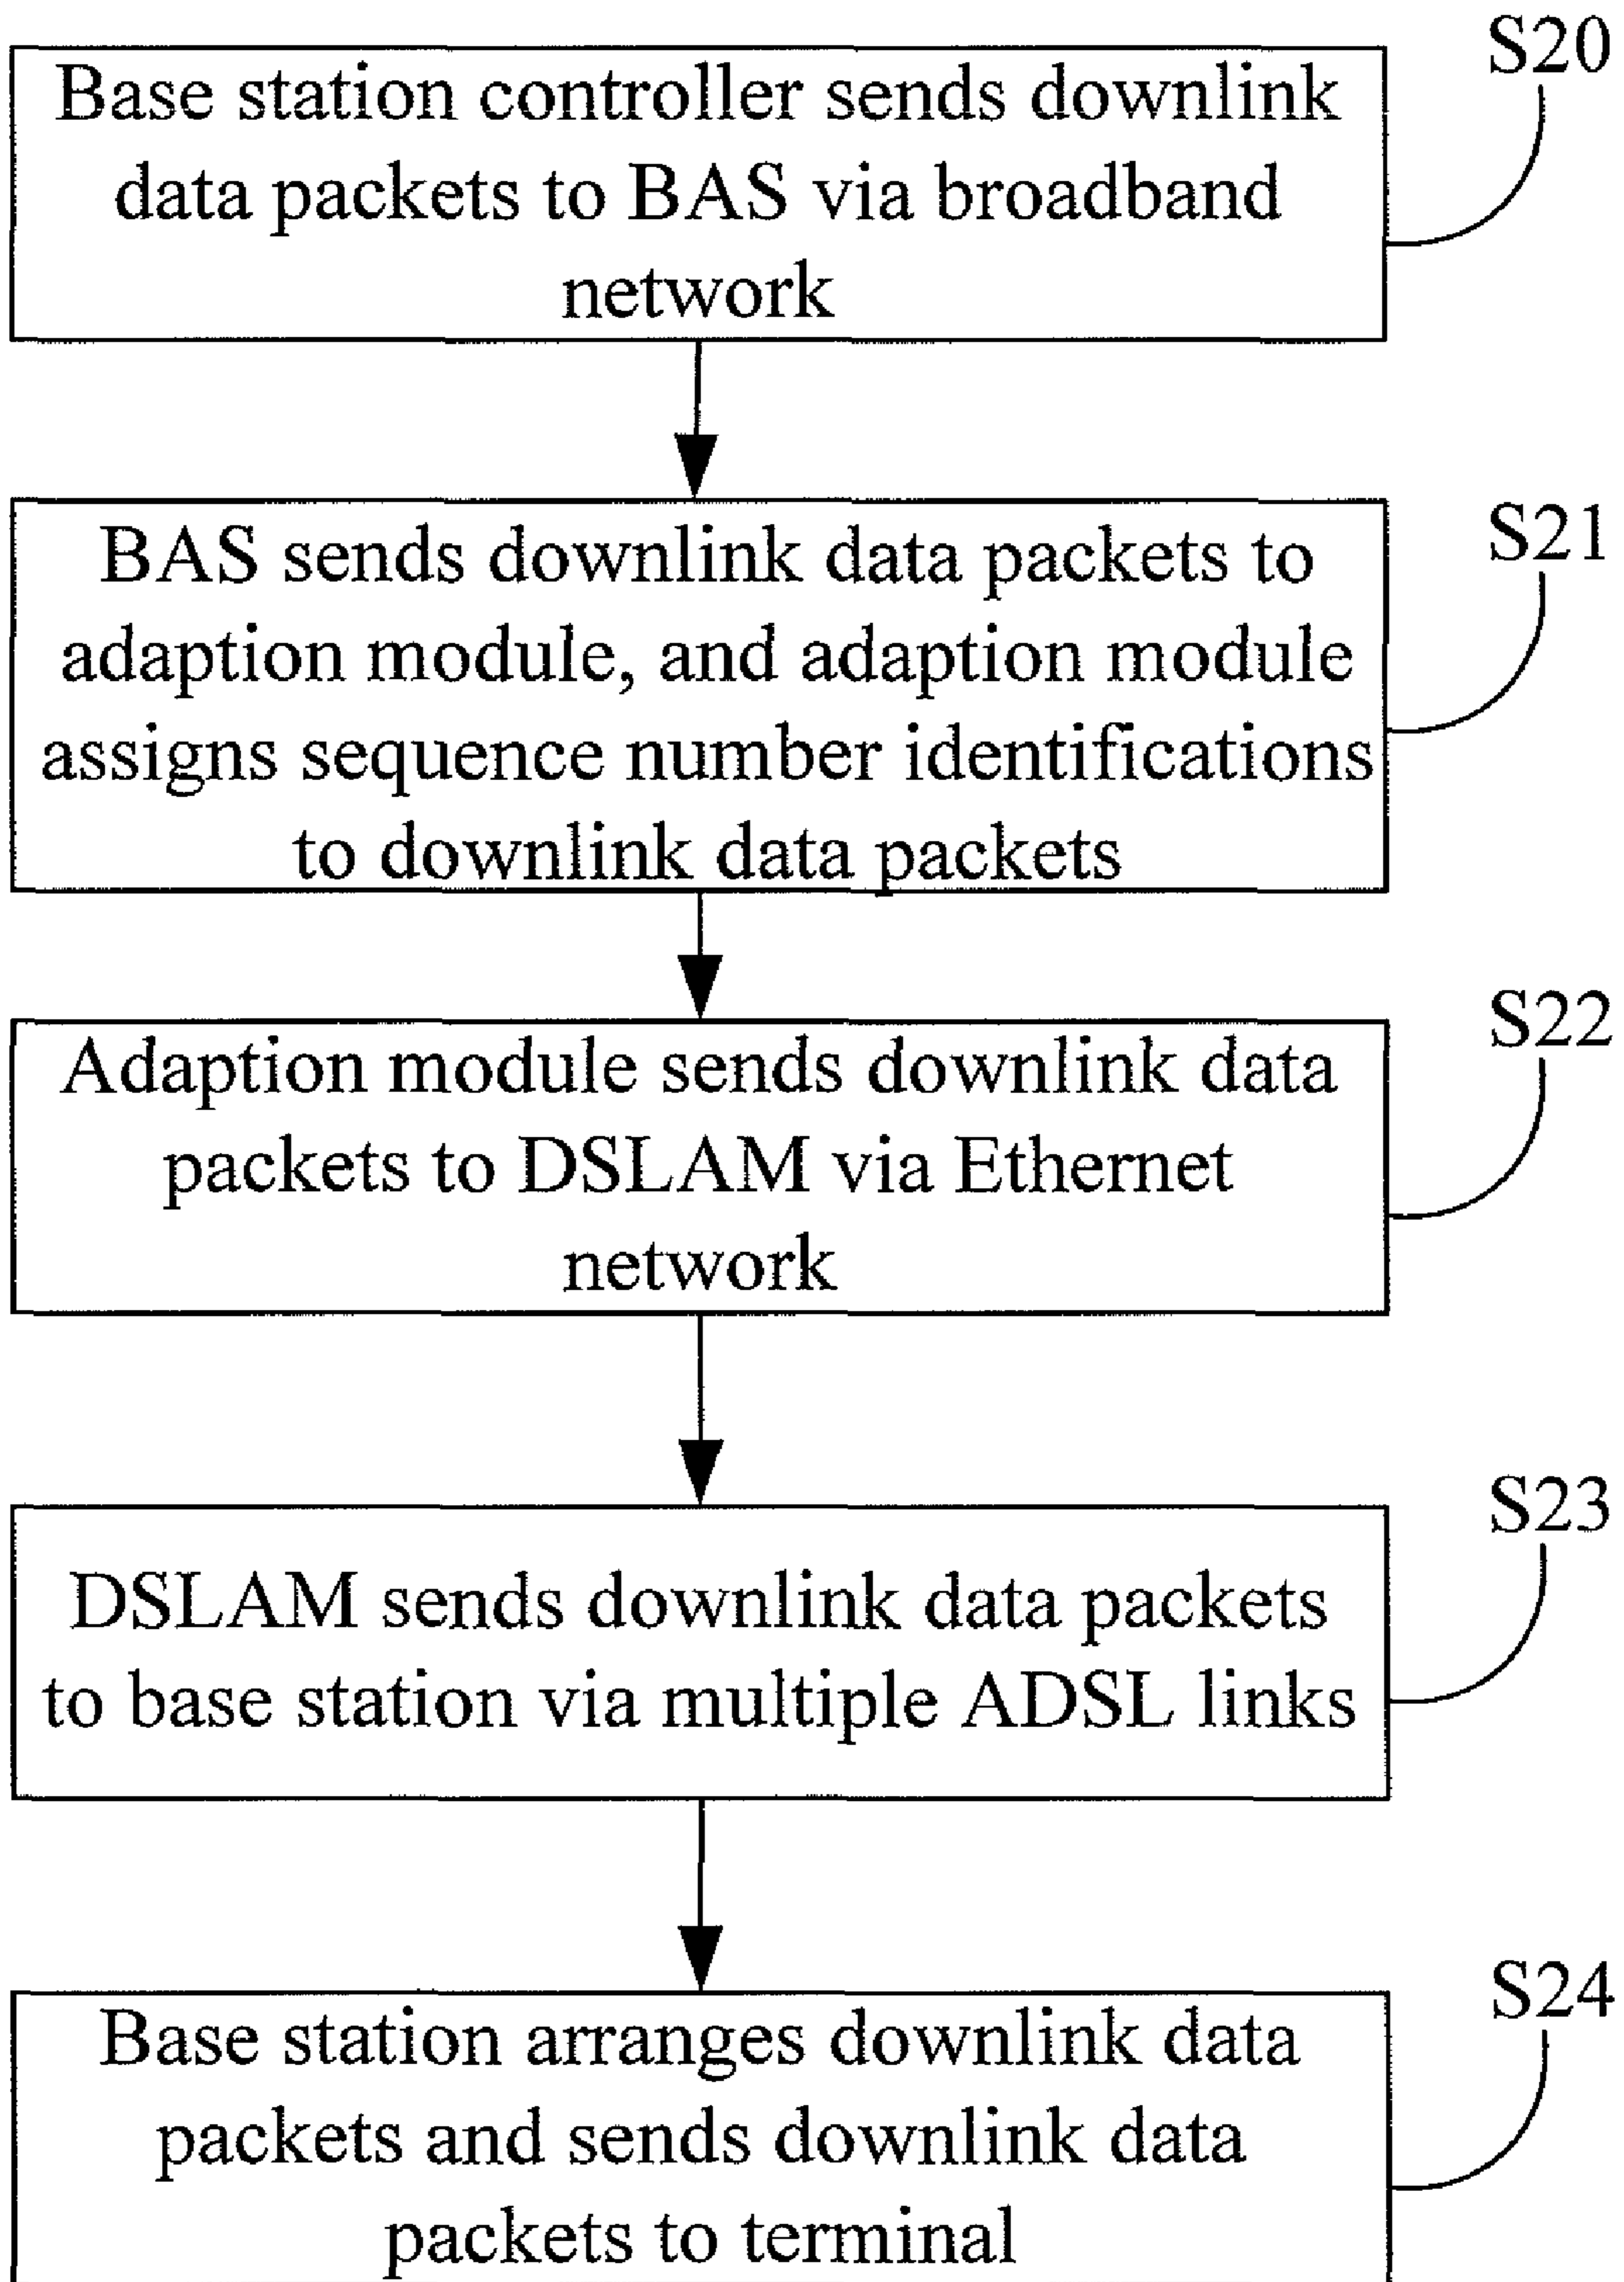 S20
Base station controller sends downlink
data packets to BAS via broadband
network
S21
BAS sends downlink data packets to
adaption module, and adaption module
assigns sequence number identifications
to downlink data packets
S22
Adaption module sends downlink data
packets to DSLAM via Ethernet
network
S23
DSLAM sends downlink data packets
to base station via multiple ADSL links
S24
Base station arranges downlink data
packets and sends downlink data
packets to terminal